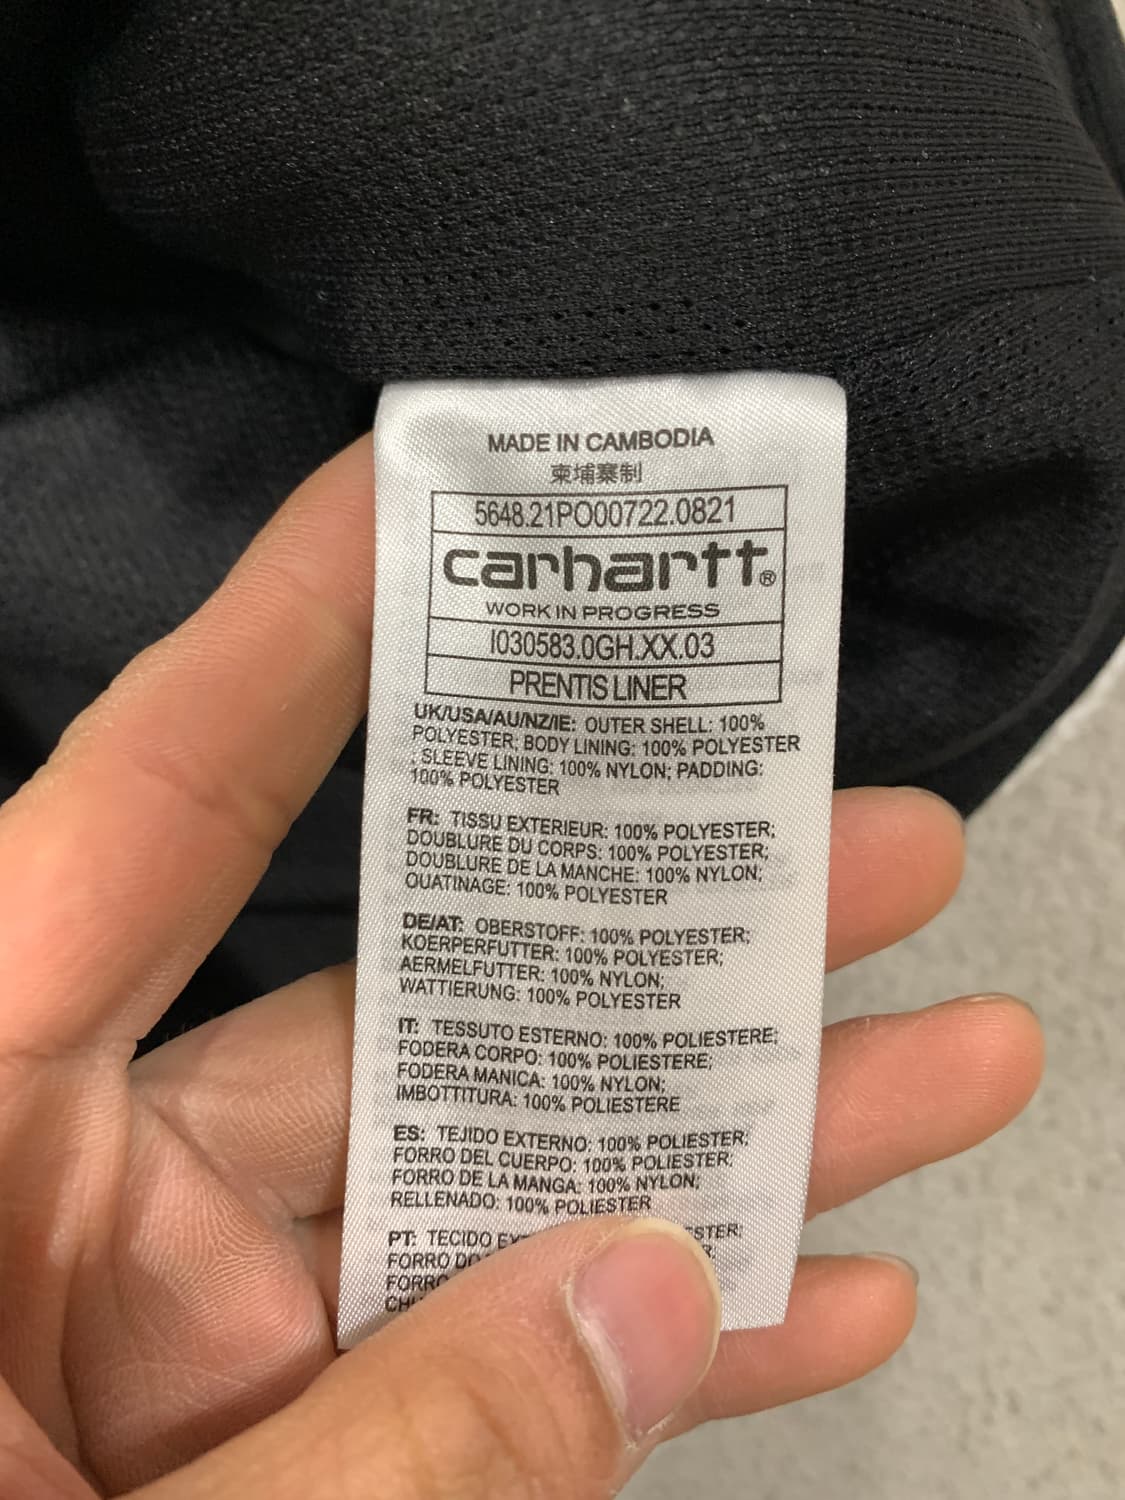 MADE IN CAMBODIA
柬埔寨制
5648.21PO00722.0821
carhartt®
WORK IN PROGRESS
I030583.0GH.XX.03
PRENTIS LINER
UK/USA/AU/NZ/IE: OUTER SHELL: 100%
POLYESTER; BODY LINING: 100% POLYESTER
; SLEEVE LINING: 100% NYLON; PADDING:
100% POLYESTER
FR: TISSU EXTERIEUR: 100% POLYESTER;
DOUBLURE DU CORPS: 100% POLYESTER;
DOUBLURE DE LA MANCHE: 100% NYLON;
OUATINAGE: 100% POLYESTER
DE/AT: OBERSTOFF: 100% POLYESTER;
KOERPERFUTTER: 100% POLYESTER;
AERMELFUTTER: 100% NYLON;
WATTIERUNG: 100% POLYESTER
IT: TESSUTO ESTERNO: 100% POLIESTERE;
FODERA CORPO: 100% POLIESTERE;
FODERA MANICA: 100% NYLON;
IMBOTTITURA: 100% POLIESTERE
ES: TEJIDO EXTERNO: 100% POLIESTER;
FORRO DEL CUERPO: 100% POLIESTER;
FORRO DE LA MANGA: 100% NYLON;
RELLENADO: 100% POLIESTER
PT: TECIDO
FORRO
FORRO